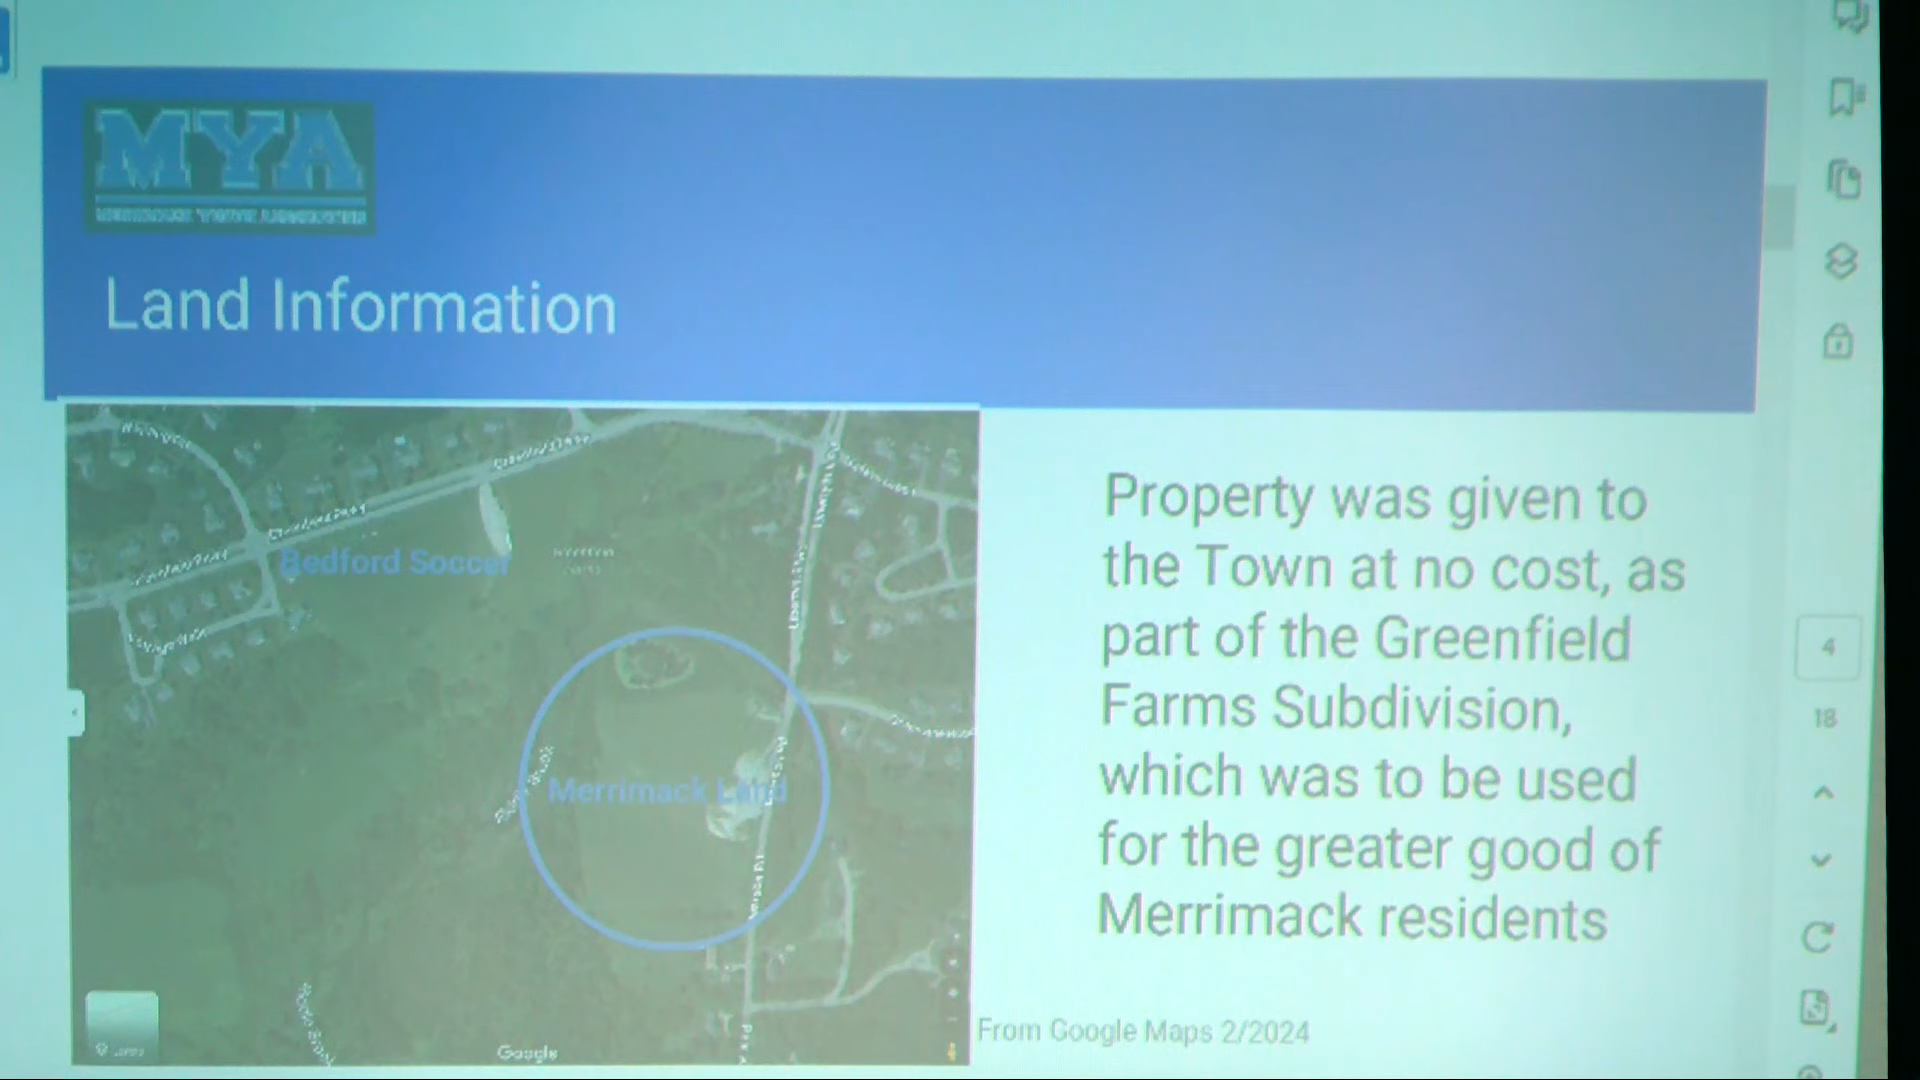 MYA
Land Information
Bedford Soccer
Merrimack Land
Property was given to
the Town at no cost, as
part of the Greenfield
Farms Subdivision,
which was to be used
for the greater good of
Merrimack residents
From Google Maps 2/2024
Google
4
18